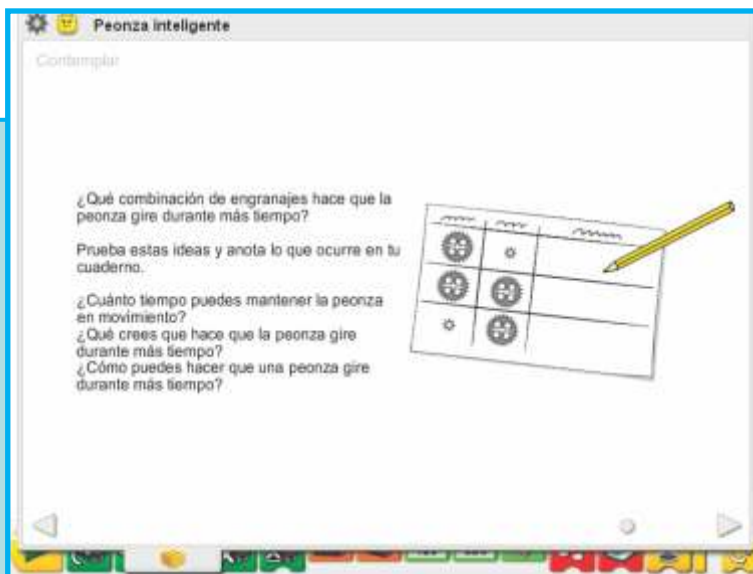 Peonza inteligente
Contemplar
¿Qué combinación de engranajes hace que la
peonza gire durante más tiempo?
Prueba estas ideas y anota lo que ocurre en tu
cuaderno.
¿Cuánto tiempo puedes mantener la peonza
en movimiento?
¿Qué crees que hace que la peonza gire
durante más tiempo?
¿Cómo puedes hacer que una peonza gire
durante más tiempo?